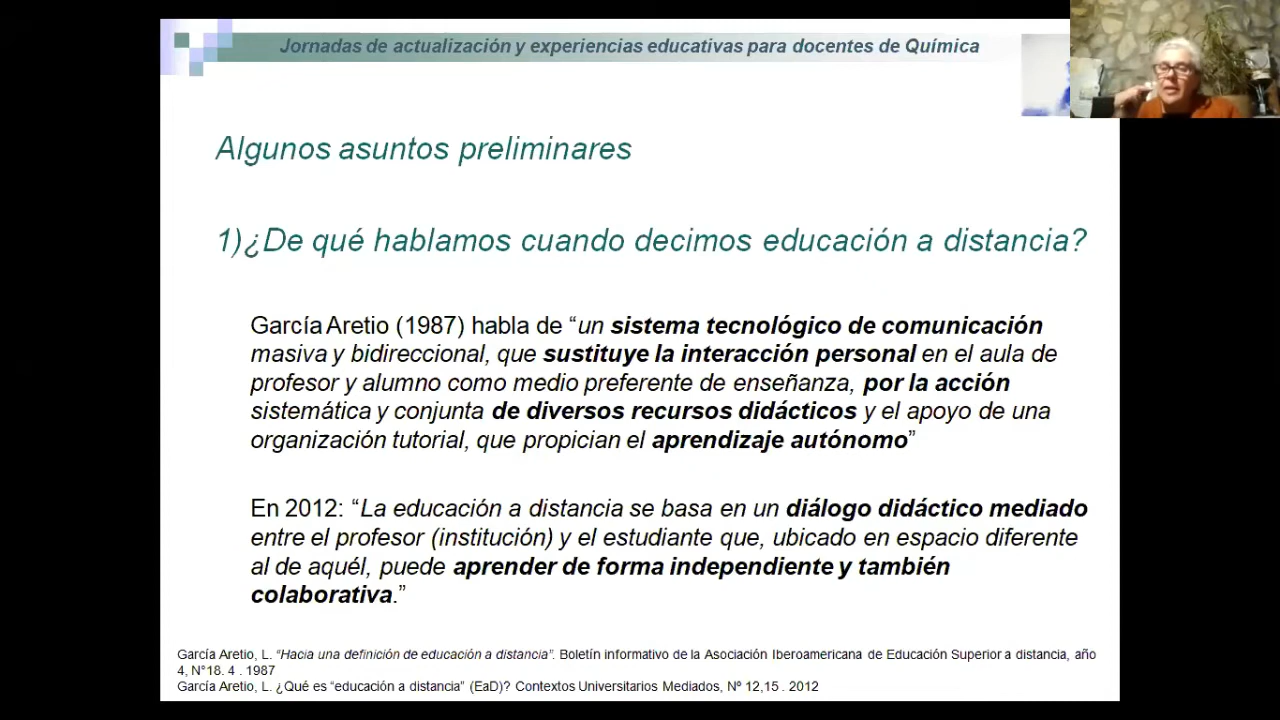 Jornadas de actualización y experiencias educativas para docentes de Química
Algunos asuntos preliminares
1)¿De qué hablamos cuando decimos educación a distancia?
García Aretio (1987) habla de “un sistema tecnológico de comunicación
masiva y bidireccional, que sustituye la interacción personal en el aula de
profesor y alumno como medio preferente de enseñanza, por la acción
sistemática y conjunta de diversos recursos didácticos y el apoyo de una
organización tutorial, que propician el aprendizaje autónomo”
En 2012: “La educación a distancia se basa en un diálogo didáctico mediado
entre el profesor (institución) y el estudiante que, ubicado en espacio diferente
al de aquél, puede aprender de forma independiente y también
colaborativa.”
García Aretio, L. “Hacia una definición de educación a distancia”. Boletín informativo de la Asociación Iberoamericana de Educación Superior a distancia, año
4, N°18. 4 . 1987
García Aretio, L. ¿Qué es “educación a distancia” (EaD)? Contextos Universitarios Mediados, Nº 12,15 . 2012